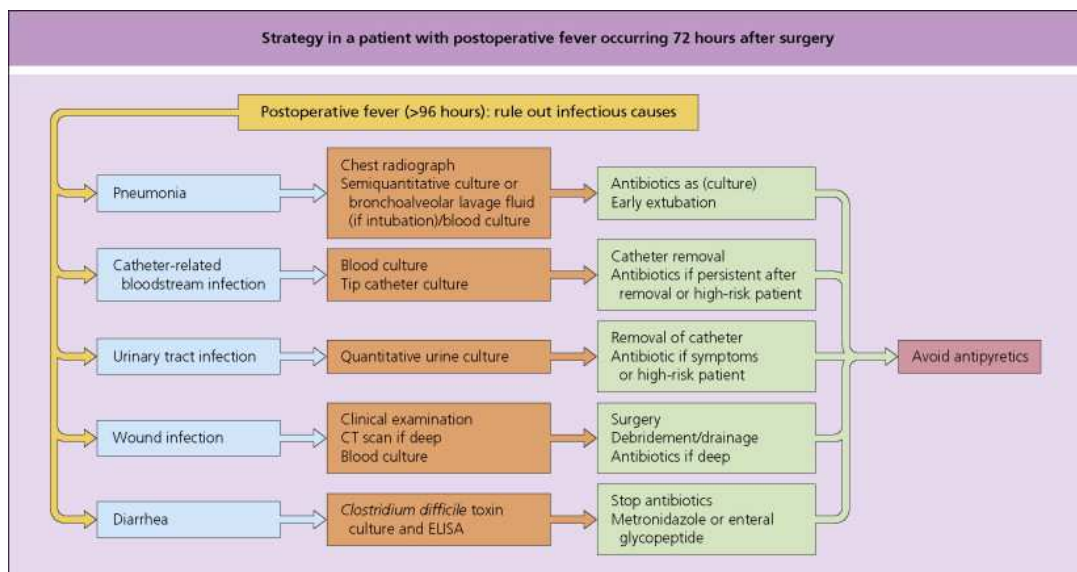 Strategy in a patient with postoperative fever occurring 72 hours after surgery
Postoperative fever (>96 hours): rule out infectious causes
Pneumonia
Chest radiograph
Semiquantitative culture or
bronchoalveolar lavage fluid
(if intubation)/blood culture
Antibiotics as (culture)
Early extubation
Catheter-related
bloodstream infection
Blood culture
Tip catheter culture
Catheter removal
Antibiotics if persistent after
removal or high-risk patient
Urinary tract infection
Quantitative urine culture
Removal of catheter
Antibiotic if symptoms
or high-risk patient
Avoid antipyretics
Wound infection
Clinical examination
CT scan if deep
Blood culture
Surgery
Debridement/drainage
Antibiotics if deep
Diarrhea
Clostridium difficile toxin
culture and ELISA
Stop antibiotics
Metronidazole or enteral
glycopeptide